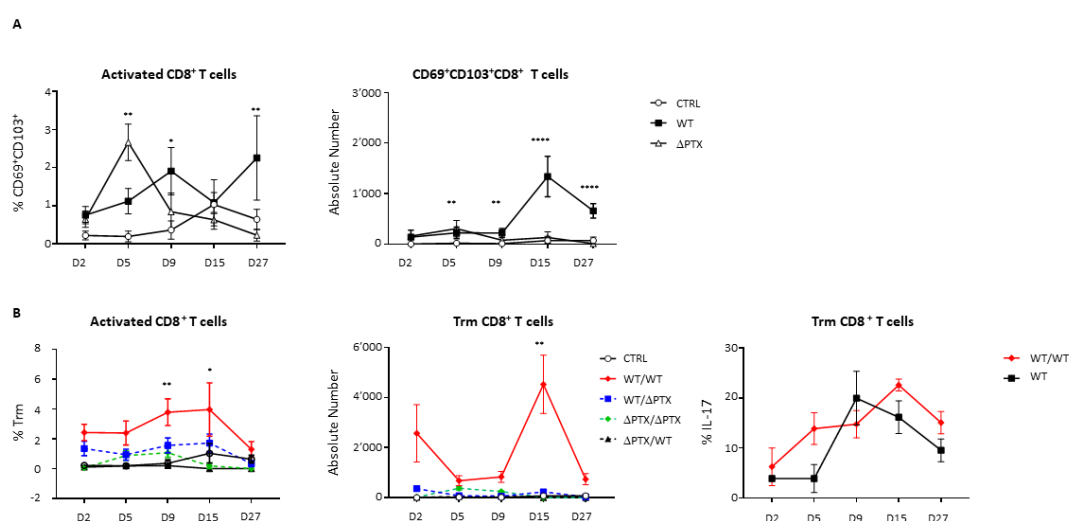 A
Activated CD8⁺ T cells
% CD69⁺CD103⁺
4
3
2
1
0
D2 D5 D9 D15 D27
** * **
CD69⁺CD103⁺CD8⁺ T cells
Absolute Number
3’000
2’000
1’000
0
D2 D5 D9 D15 D27
** ** **** ****
CTRL
WT
ΔPTX
B
Activated CD8⁺ T cells
% Trm
8
6
4
2
0
-2
D2 D5 D9 D15 D27
** *
Trm CD8⁺ T cells
Absolute Number
6’000
4’000
2’000
0
D2 D5 D9 D15 D27
**
CTRL
WT/WT
WT/ΔPTX
ΔPTX/ΔPTX
ΔPTX/WT
Trm CD8⁺ T cells
% IL-17
30
20
10
0
D2 D5 D9 D15 D27
WT/WT
WT